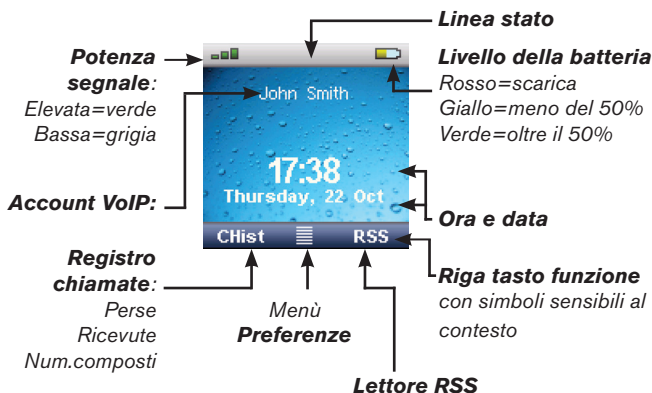 Linea stato
Potenza
segnale:
Elevata=verde
Bassa=grigia
Livello della batteria
Rosso=scarica
Giallo=meno del 50%
Verde=oltre il 50%
John Smith
17:38
Thursday, 22 Oct
Account VoIP:
Ora e data
CHist
RSS
Registro
chiamate:
Perse
Ricevute
Num.composti
Menù
Preferenze
Riga tasto funzione
con simboli sensibili al
contesto
Lettore RSS